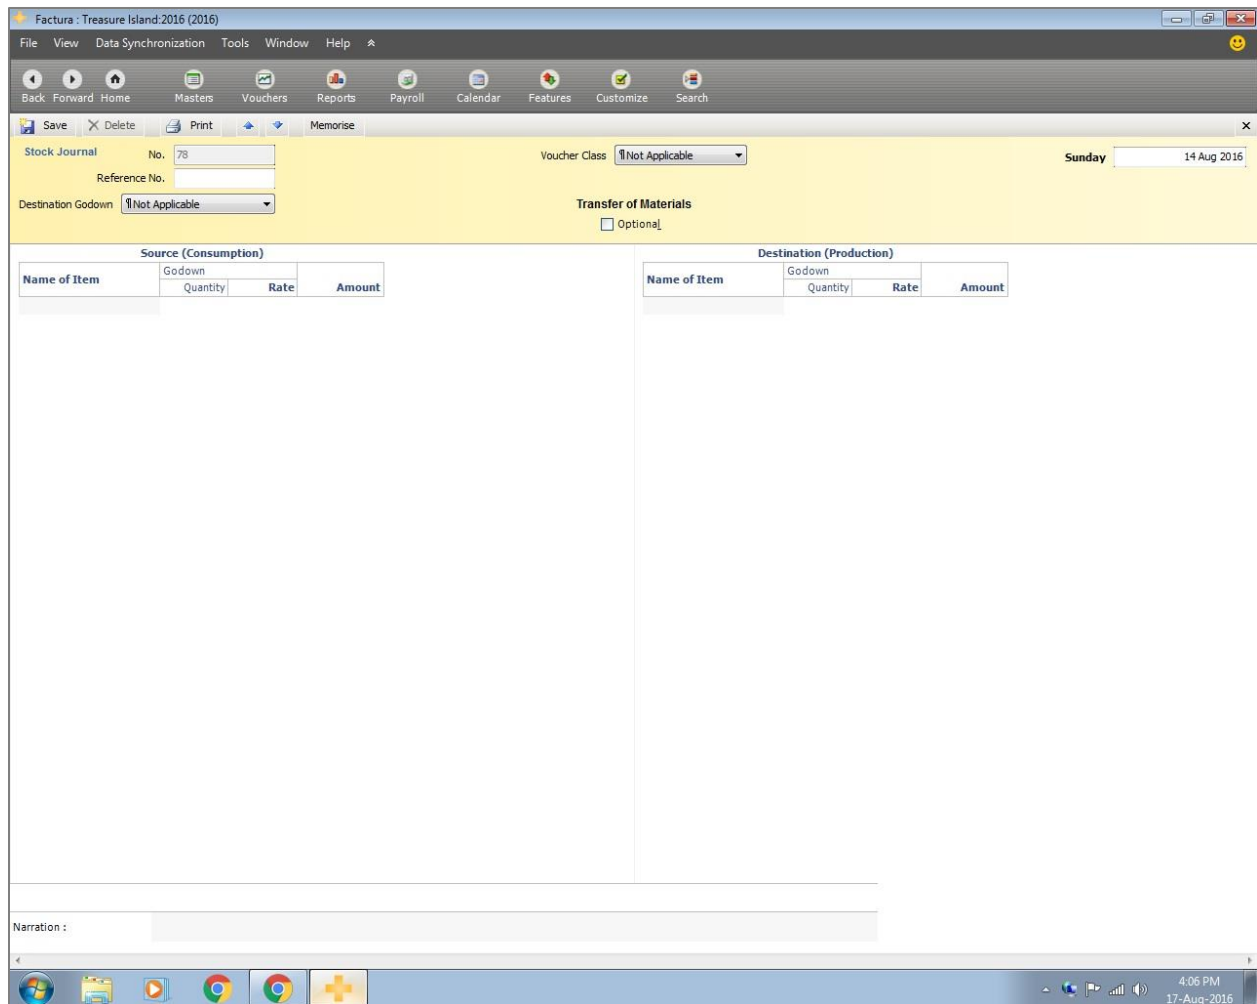 Factura : Treasure Island:2016 (2016)
File View Data Synchronization Tools Window Help
Back Forward Home Masters Vouchers Reports Payroll Calendar Features Customize Search
Save Delete Print Memorise
Stock Journal No. 78 Voucher Class ¶Not Applicable Sunday 14 Aug 2016
Reference No.
Destination Godown ¶Not Applicable Transfer of Materials
Optional
Source (Consumption) Destination (Production)
Name of Item Godown Name of Item Godown
Quantity Rate Amount Quantity Rate Amount
Narration :
4:06 PM
17-Aug-2016